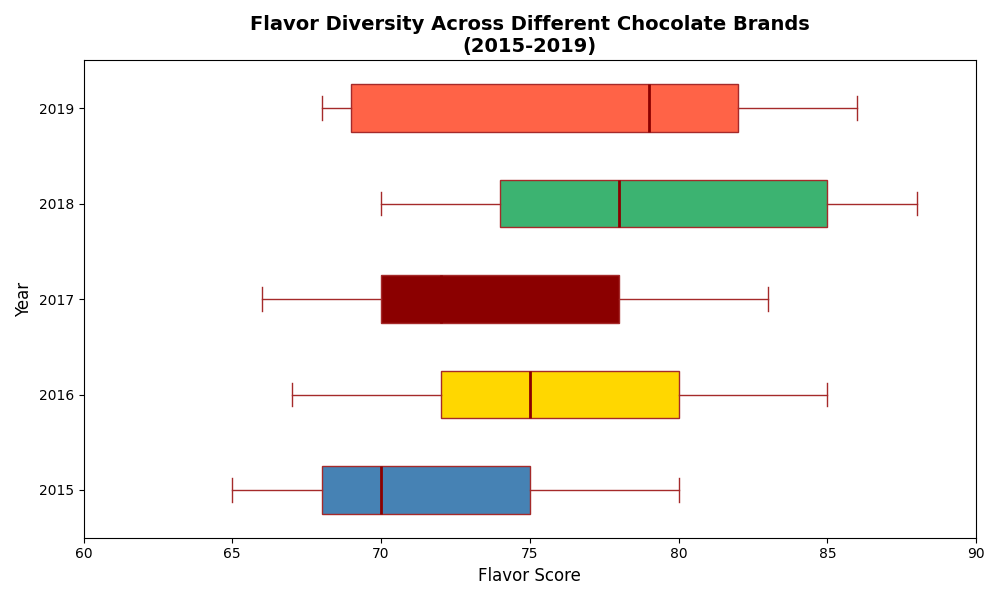 Flavor Diversity Across Different Chocolate Brands
(2015-2019)
2019
2018
2017
2016
2015
Year
60 65 70 75 80 85 90
Flavor Score